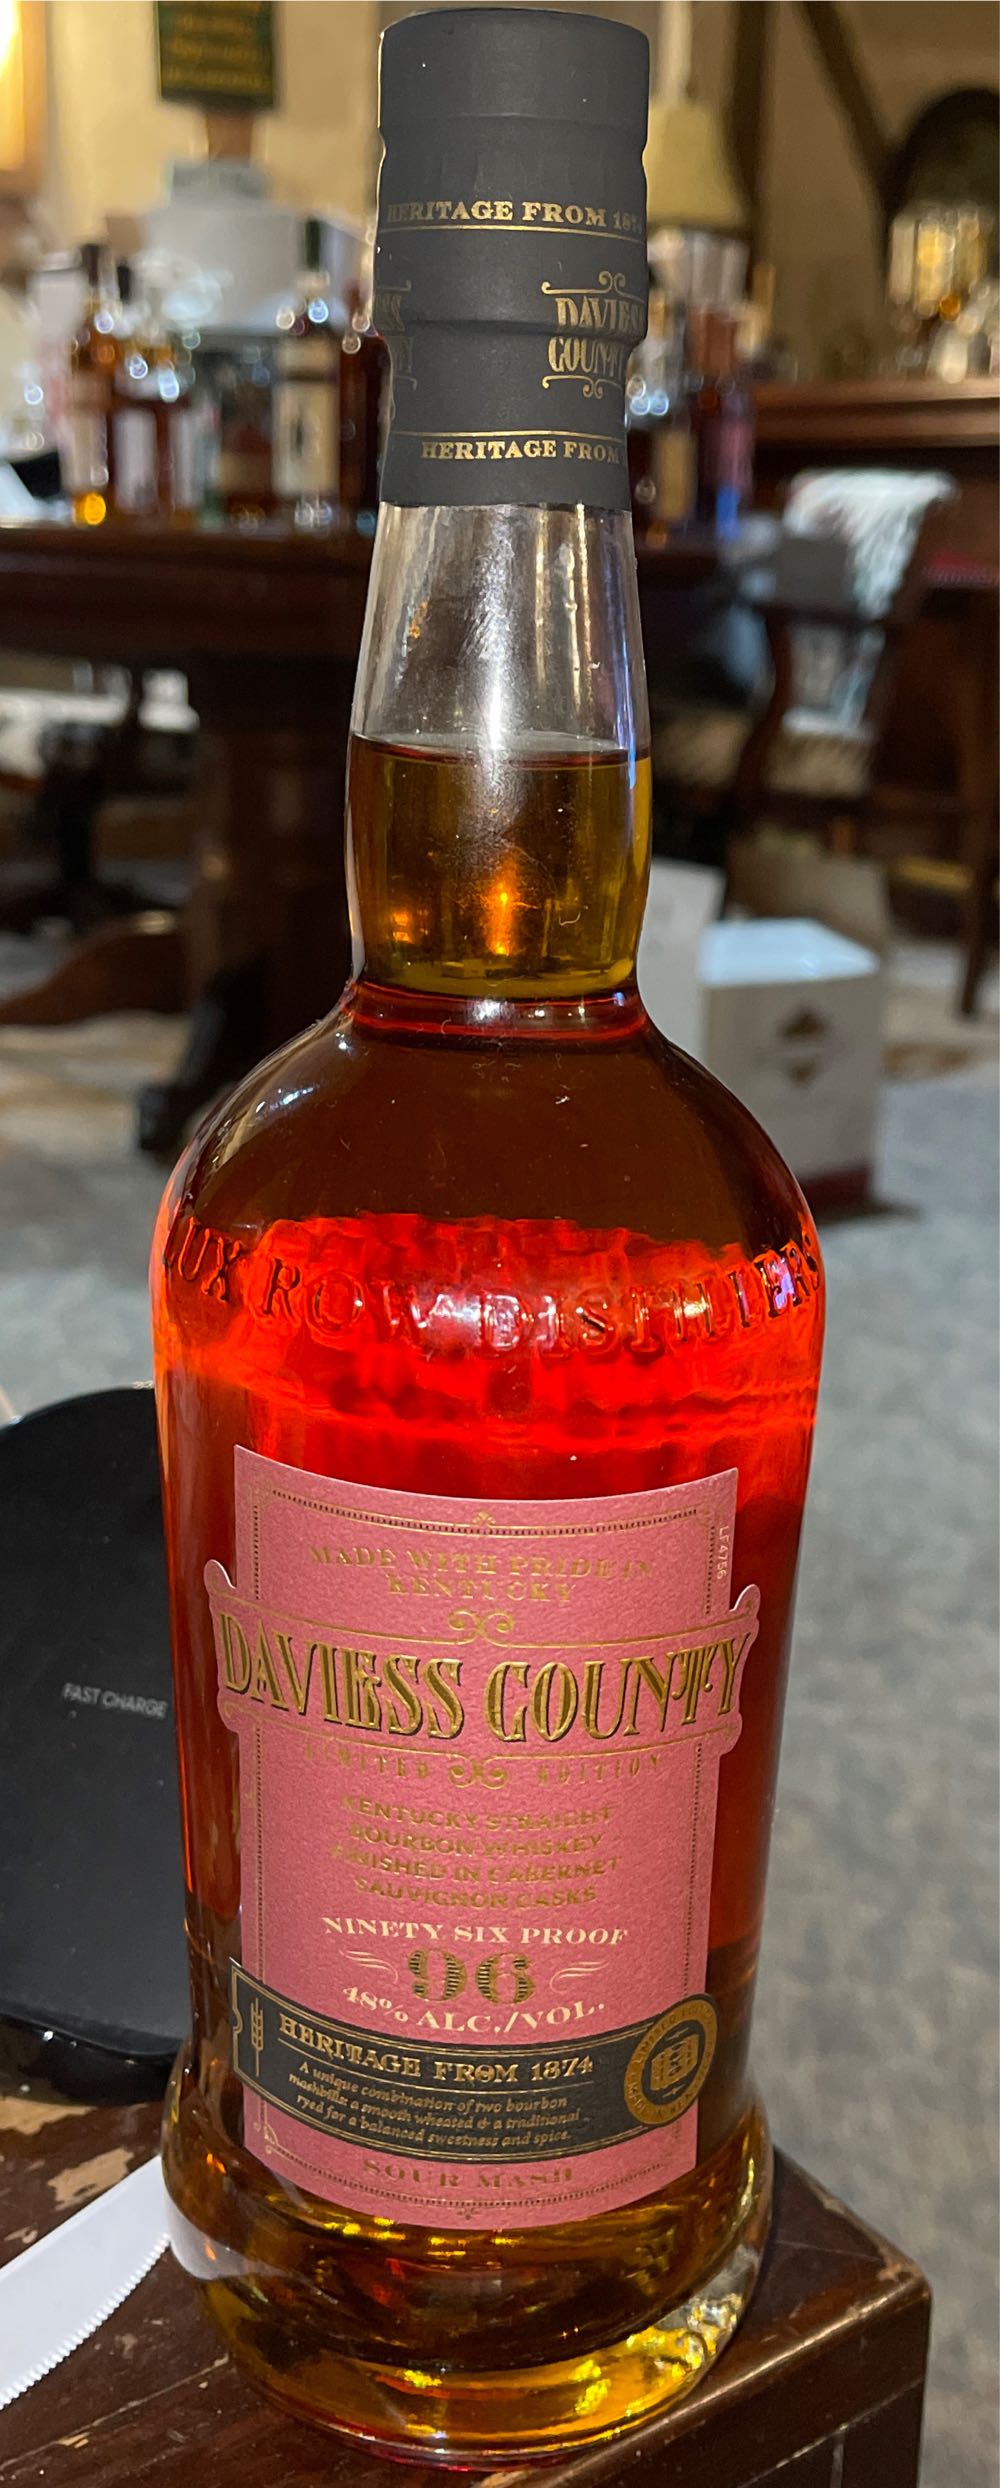 HERITAGE FROM 1874
DAVIESS
COUNTY
HERITAGE FROM
LUX ROW DISTILLERS
LF4756
MADE WITH PRIDE IN
KENTUCKY
DAVIESS COUNTY
LIMITED EDITION
KENTUCKY STRAIGHT
BOURBON WHISKEY
FINISHED IN CABERNET
SAUVIGNON CASKS
NINETY SIX PROOF
96
48% ALC./VOL.
HERITAGE FROM 1874
A unique combination of two bourbon
mashbills: a smooth wheated & a traditional
ryed for a balanced sweetness and spice.
SOUR MASH
FAST CHARGE